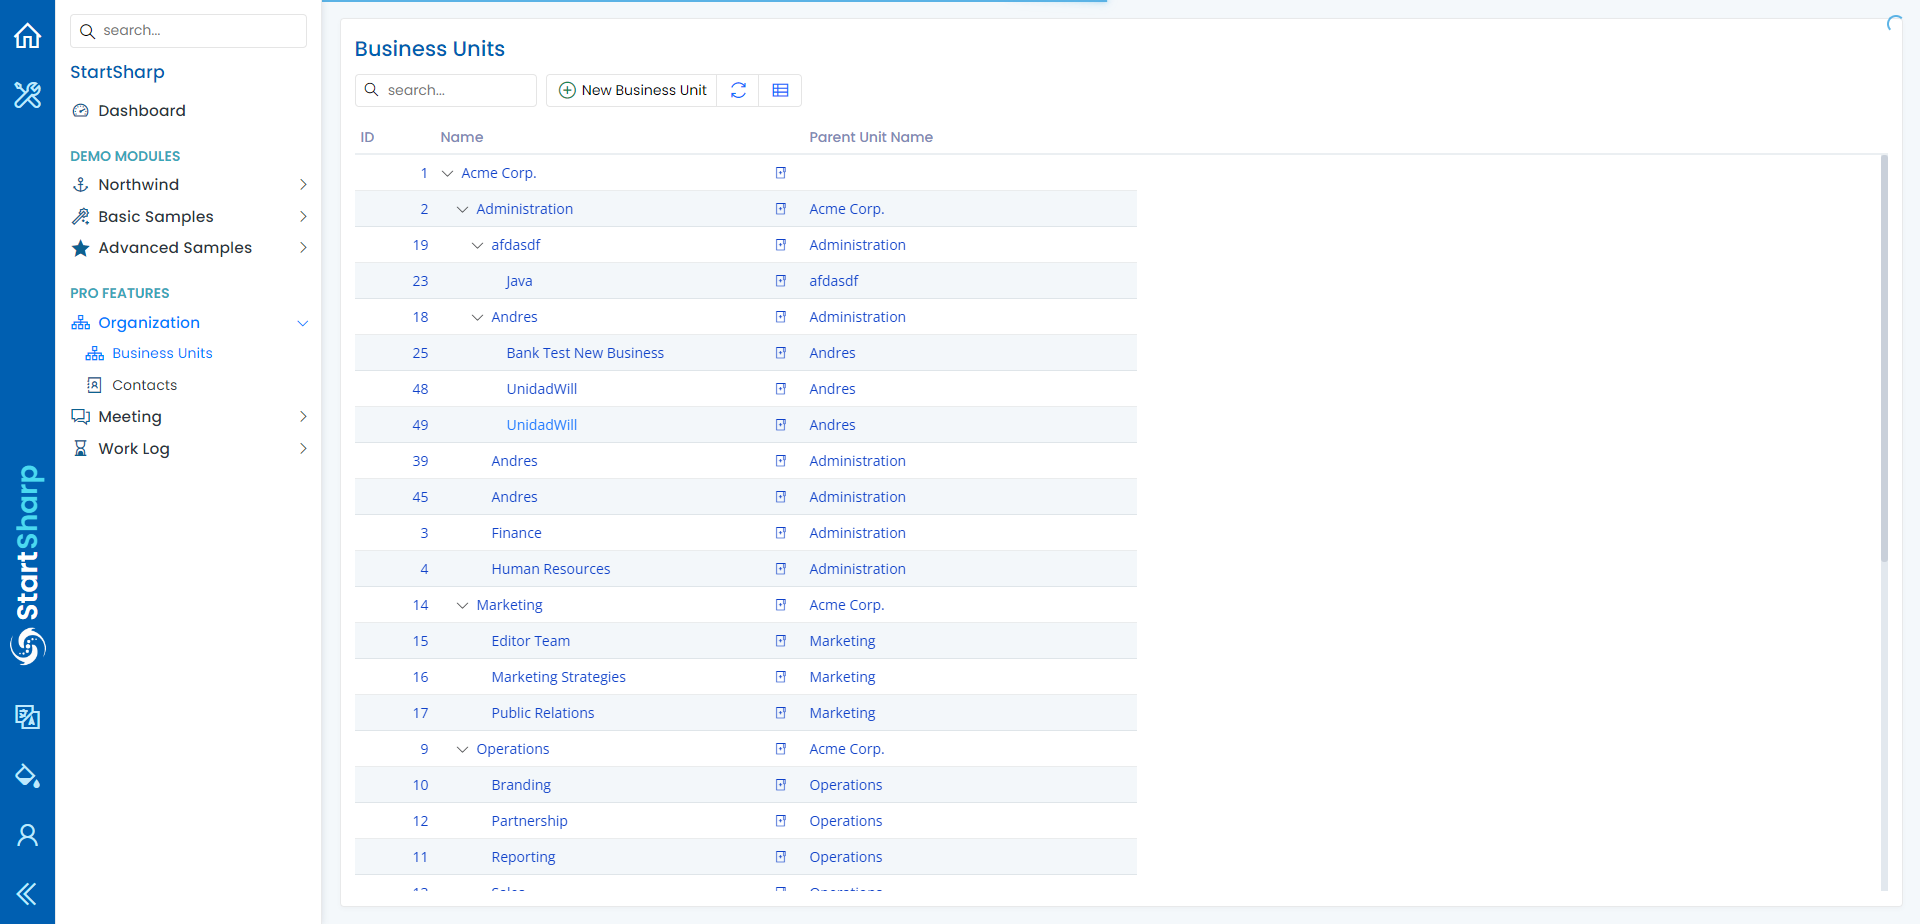 search...
StartSharp
Dashboard
DEMO MODULES
Northwind
Basic Samples
Advanced Samples
PRO FEATURES
Organization
Business Units
Contacts
Meeting
Work Log
StartSharp
Business Units
search...
New Business Unit
ID Name Parent Unit Name
1 Acme Corp.
2 Administration Acme Corp.
19 afdasdf Administration
23 Java afdasdf
18 Andres Administration
25 Bank Test New Business Andres
48 UnidadWill Andres
49 UnidadWill Andres
39 Andres Administration
45 Andres Administration
3 Finance Administration
4 Human Resources Administration
14 Marketing Acme Corp.
15 Editor Team Marketing
16 Marketing Strategies Marketing
17 Public Relations Marketing
9 Operations Acme Corp.
10 Branding Operations
12 Partnership Operations
11 Reporting Operations
13 Sales Operations